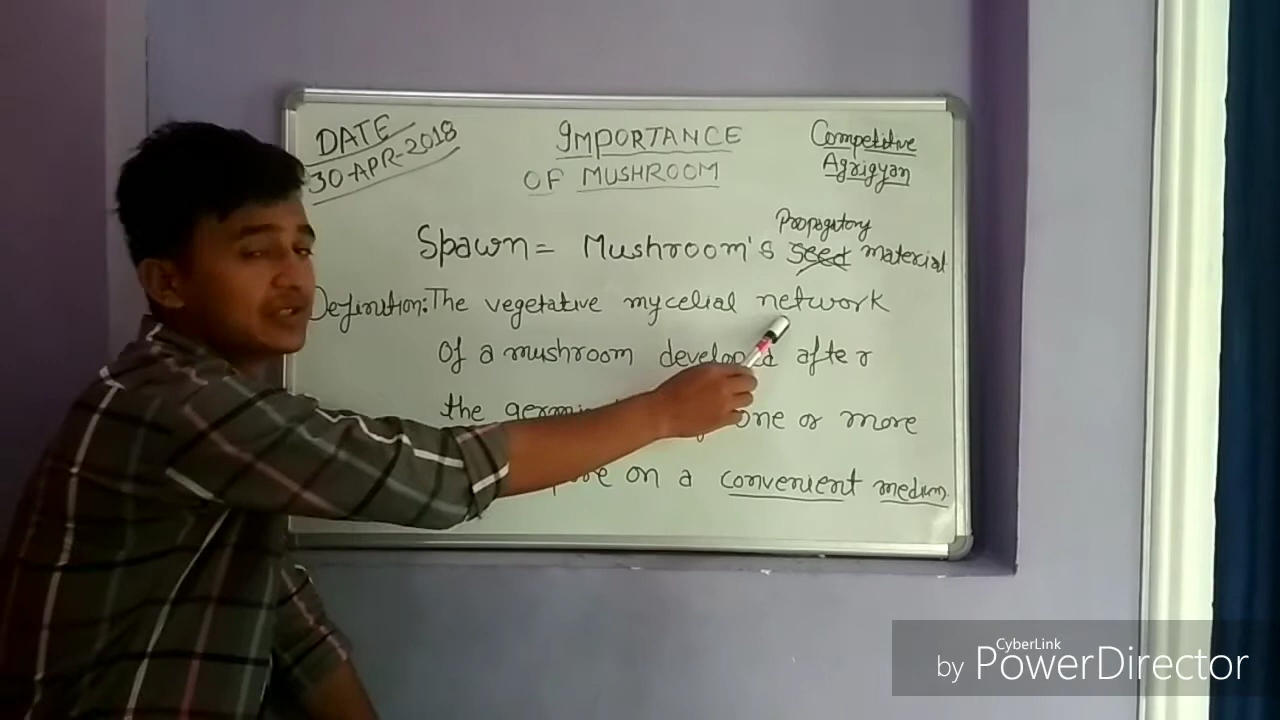 DATE
30-APR-2018
IMPORTANCE
OF MUSHROOM
Competitive
Agrigyan
Propagatory
Spawn = Mushroom's seed material
Definition: The vegetative mycelial network
Of a mushroom developed after
the one or more
on a convenient medium.
CyberLink
by PowerDirector